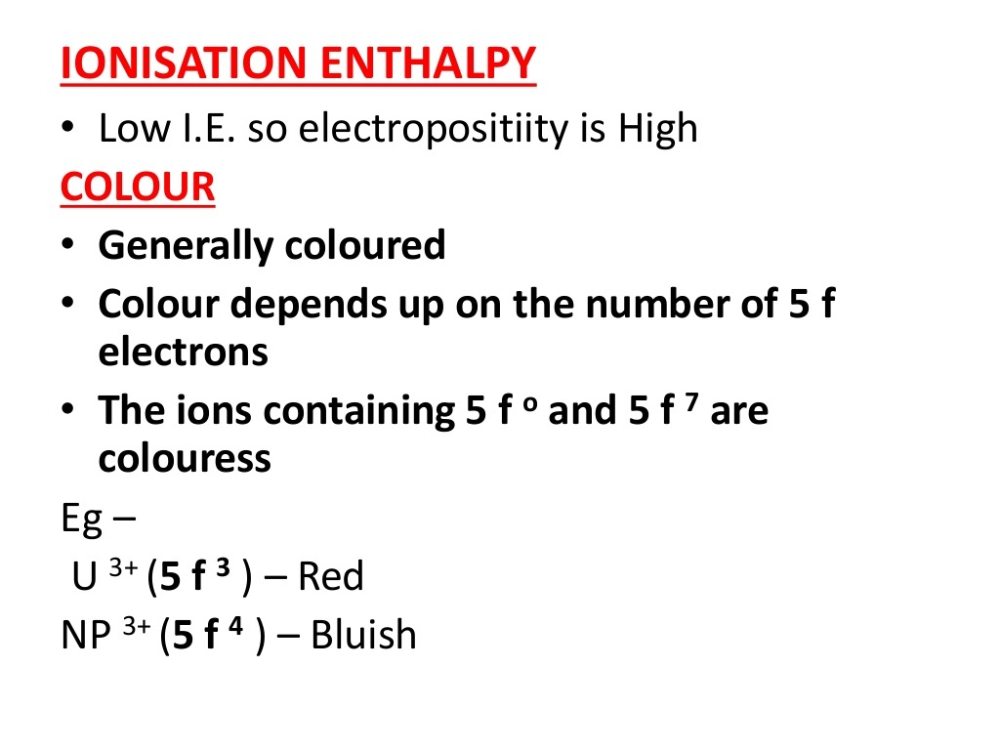 IONISATION ENTHALPY
• Low I.E. so electropositiity is High
COLOUR
• Generally coloured
• Colour depends up on the number of 5 f
electrons
• The ions containing 5 f ᵒ and 5 f ⁷ are
colouress
Eg –
U ³⁺ (5 f ³ ) – Red
NP ³⁺ (5 f ⁴ ) – Bluish